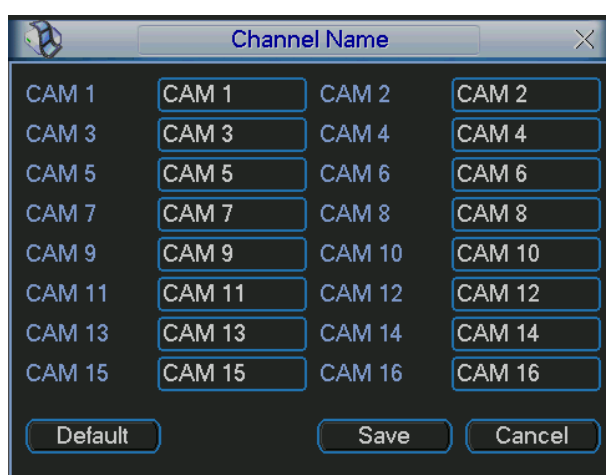 Channel Name
CAM 1 CAM 1 CAM 2 CAM 2
CAM 3 CAM 3 CAM 4 CAM 4
CAM 5 CAM 5 CAM 6 CAM 6
CAM 7 CAM 7 CAM 8 CAM 8
CAM 9 CAM 9 CAM 10 CAM 10
CAM 11 CAM 11 CAM 12 CAM 12
CAM 13 CAM 13 CAM 14 CAM 14
CAM 15 CAM 15 CAM 16 CAM 16
Default Save Cancel